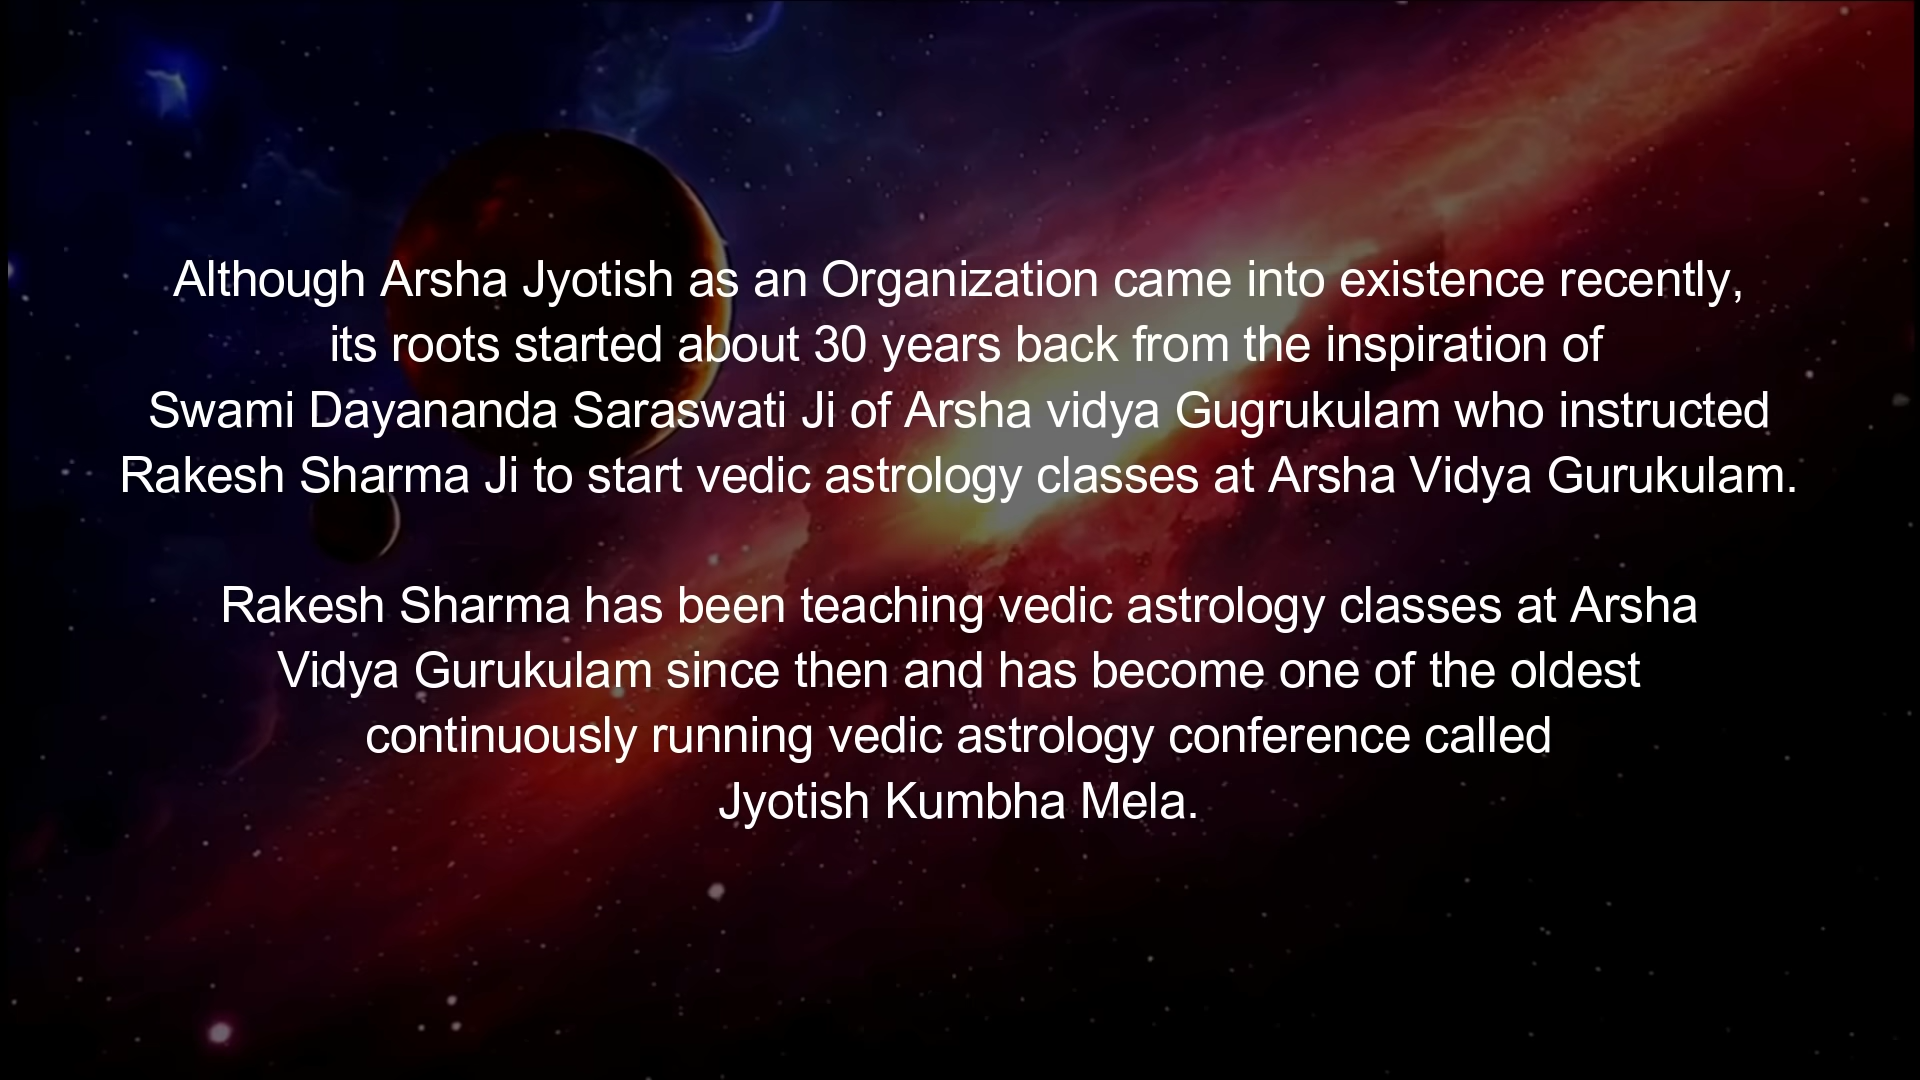 Although Arsha Jyotish as an Organization came into existence recently,
its roots started about 30 years back from the inspiration of
Swami Dayananda Saraswati Ji of Arsha vidya Gugrukulam who instructed
Rakesh Sharma Ji to start vedic astrology classes at Arsha Vidya Gurukulam.
Rakesh Sharma has been teaching vedic astrology classes at Arsha
Vidya Gurukulam since then and has become one of the oldest
continuously running vedic astrology conference called
Jyotish Kumbha Mela.